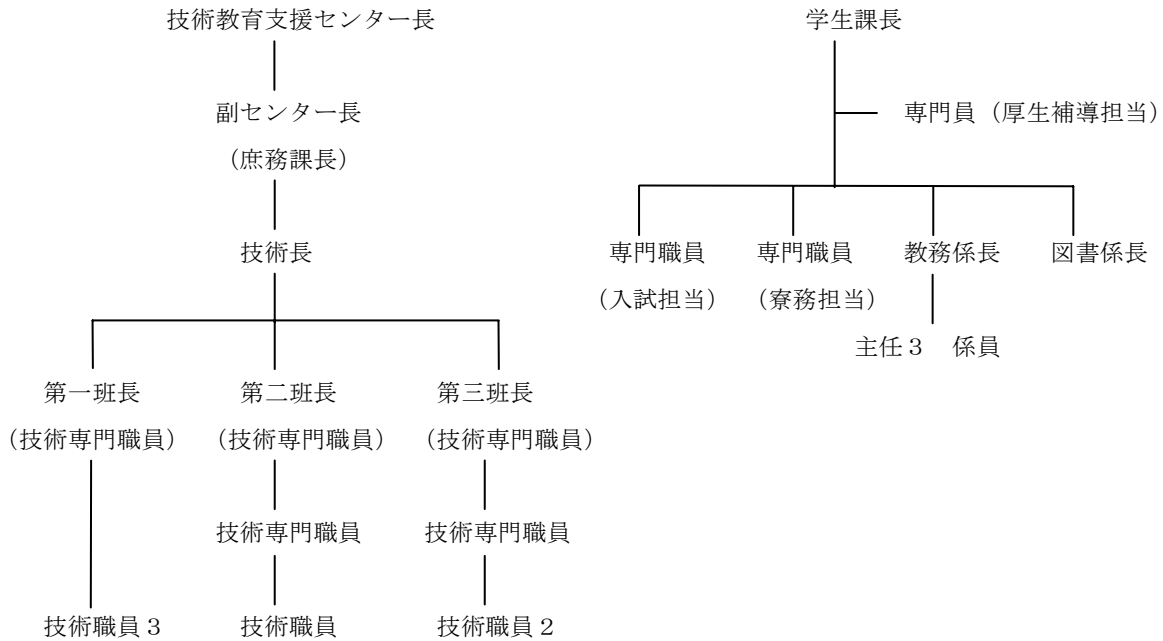 技術教育支援センター長
副センター長
(庶務課長)
技術長
第一班長
(技術専門職員)
第二班長
(技術専門職員)
第三班長
(技術専門職員)
技術専門職員
技術専門職員
技術職員3
技術職員
技術職員2
学生課長
専門員(厚生補導担当)
専門職員
(入試担当)
専門職員
(寮務担当)
教務係長
図書係長
主任3 係員